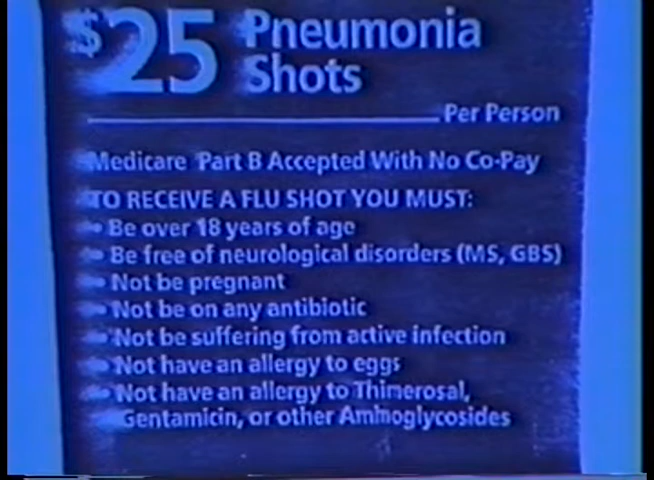 $25 Pneumonia
Shots
Per Person
Medicare Part B Accepted With No Co-Pay
TO RECEIVE A FLU SHOT YOU MUST:
• Be over 18 years of age
• Be free of neurological disorders (MS, GBS)
• Not be pregnant
• Not be on any antibiotic
• Not be suffering from active infection
• Not have an allergy to eggs
• Not have an allergy to Thimerosal,
Gentamicin, or other Aminoglycosides